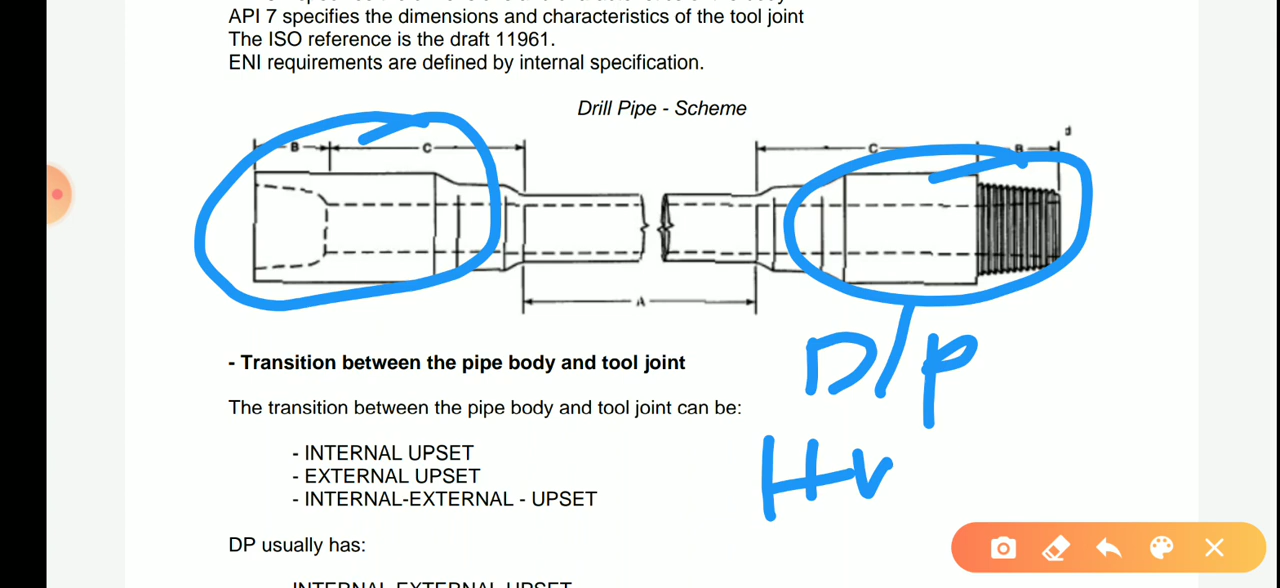 API 7 specifies the dimensions and characteristics of the tool joint
The ISO reference is the draft 11961.
ENI requirements are defined by internal specification.
Drill Pipe - Scheme
B C C B d
A
- Transition between the pipe body and tool joint
D/P
The transition between the pipe body and tool joint can be:
- INTERNAL UPSET
- EXTERNAL UPSET
- INTERNAL-EXTERNAL - UPSET
DP usually has:
INTERNAL EXTERNAL UPSET